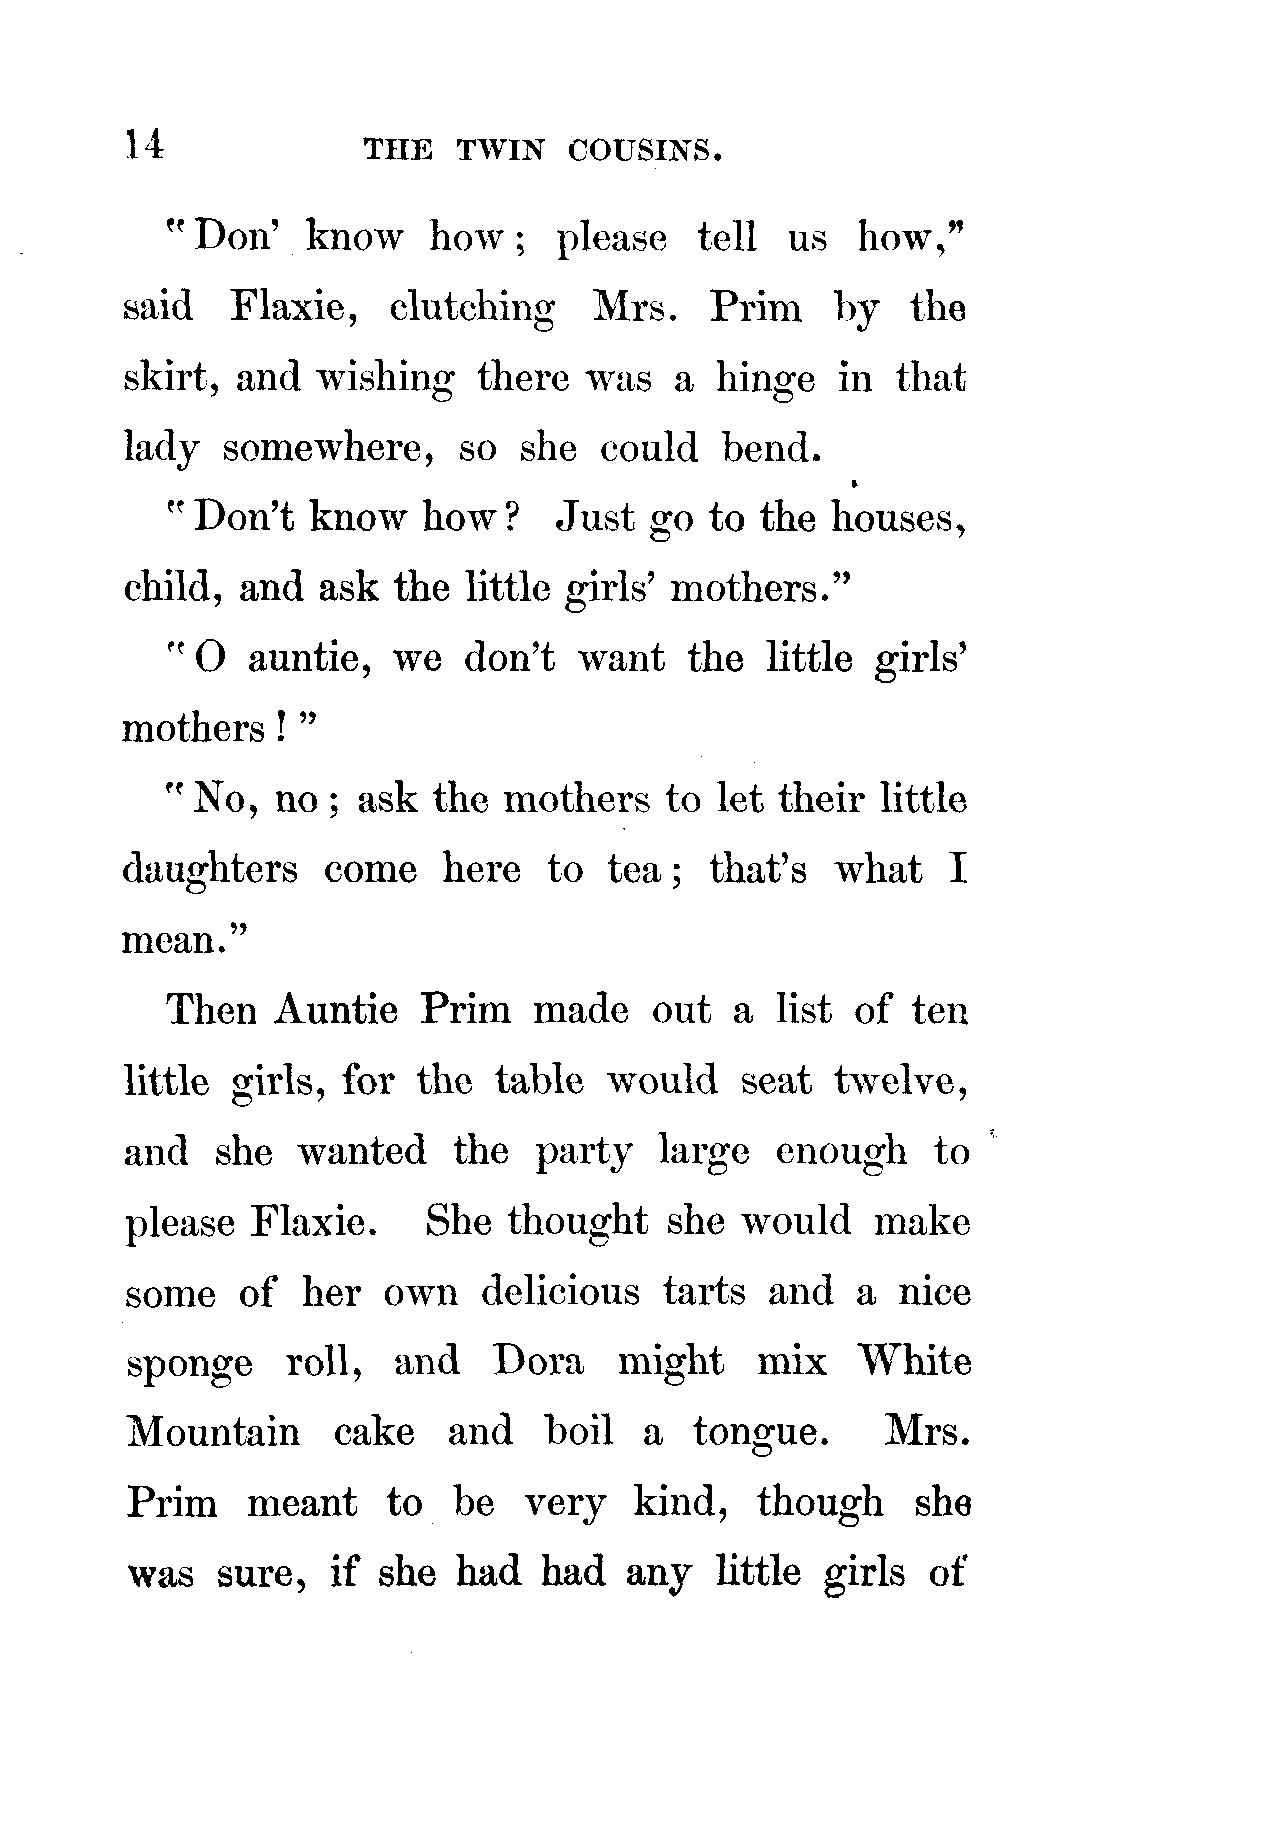 14 THE TWIN COUSINS.
"Don' know how; please tell us how,"
said Flaxie, clutching Mrs. Prim by the
skirt, and wishing there was a hinge in that
lady somewhere, so she could bend.
"Don't know how? Just go to the houses,
child, and ask the little girls' mothers."
"O auntie, we don't want the little girls'
mothers!"
"No, no; ask the mothers to let their little
daughters come here to tea; that's what I
mean."
Then Auntie Prim made out a list of ten
little girls, for the table would seat twelve,
and she wanted the party large enough to
please Flaxie. She thought she would make
some of her own delicious tarts and a nice
sponge roll, and Dora might mix White
Mountain cake and boil a tongue. Mrs.
Prim meant to be very kind, though she
was sure, if she had had any little girls of